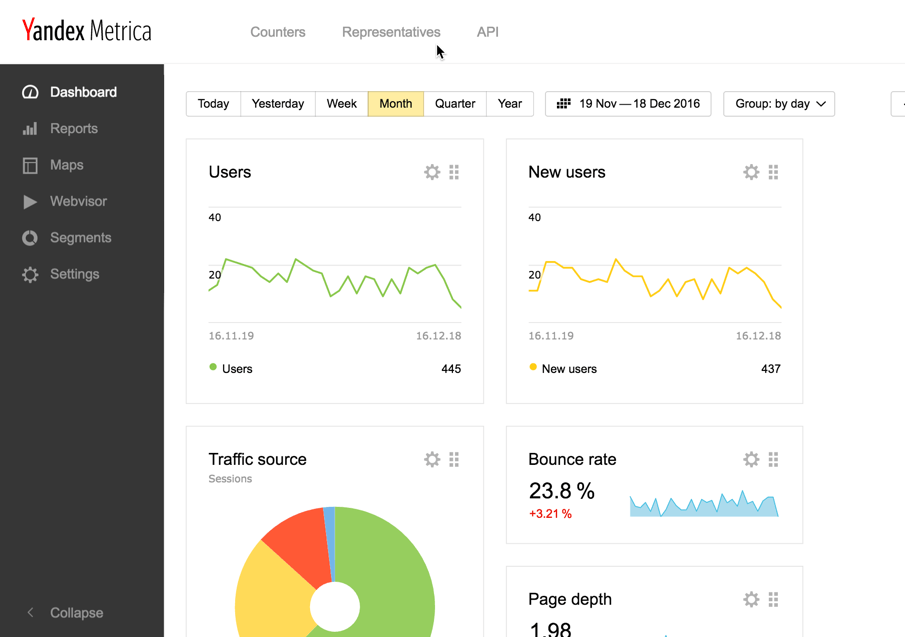 Yandex Metrica
Counters
Representatives
API
Dashboard
Reports
Maps
Webvisor
Segments
Settings
Collapse
Today
Yesterday
Week
Month
Quarter
Year
19 Nov — 18 Dec 2016
Group: by day
Users
40
20
16.11.19
16.12.18
Users
445
New users
40
20
16.11.19
16.12.18
New users
437
Traffic source
Sessions
Bounce rate
23.8 %
+3.21 %
Page depth
1.98